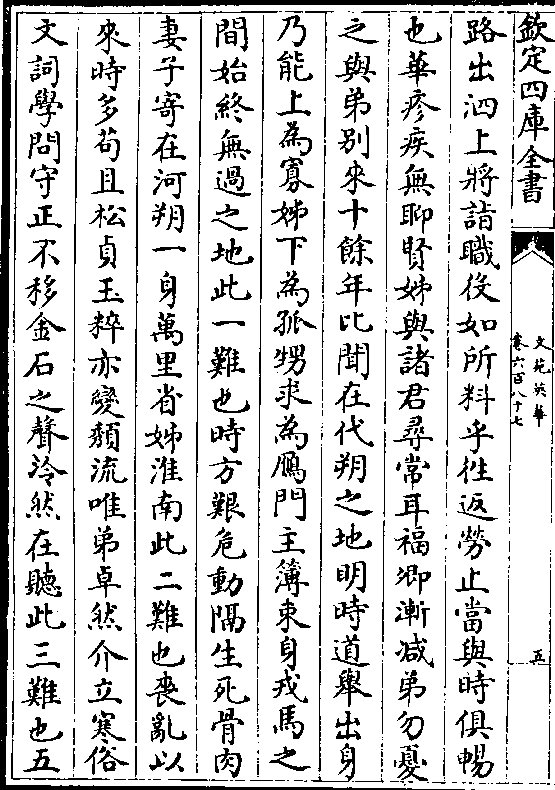 欽定四庫全書
文苑英華
卷六百八十七
五
路出泗上將詣職役如所料乎往返勞止當與時俱暢
也華疹疾無聊賢姊與諸君尋常耳福卿漸减弟勿憂
之與弟別來十餘年比聞在代朔之地明時道舉出身
乃能上為寡姊下為孤甥求為鴈門主簿束身戎馬之
間始終無過之地此一難也時方艱危動隔生死骨肉
妻子寄在河朔一身萬里省姊淮南此二難也喪亂以
來時多苟且松貞玉粹亦變頽流唯弟卓然介立寒俗
文詞學問守正不移金石之聲泠然在聽此三難也五